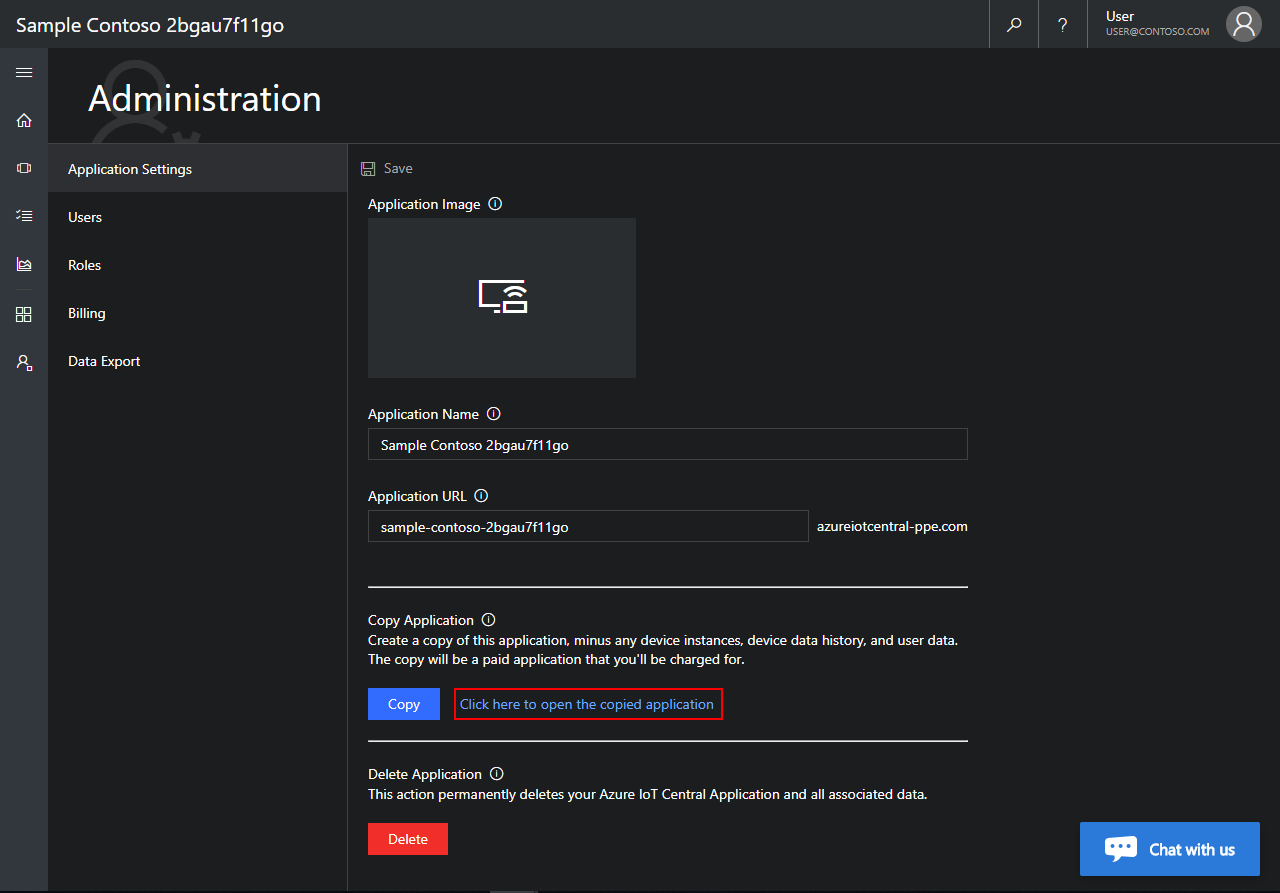 Sample Contoso 2bgau7f11go
?
User
USER@CONTOSO.COM
Administration
Application Settings
Users
Roles
Billing
Data Export
Save
Application Image
Application Name
Sample Contoso 2bgau7f11go
Application URL
sample-contoso-2bgau7f11go
azureiotcentral-ppe.com
Copy Application
Create a copy of this application, minus any device instances, device data history, and user data.
The copy will be a paid application that you'll be charged for.
Copy
Click here to open the copied application
Delete Application
This action permanently deletes your Azure IoT Central Application and all associated data.
Delete
Chat with us